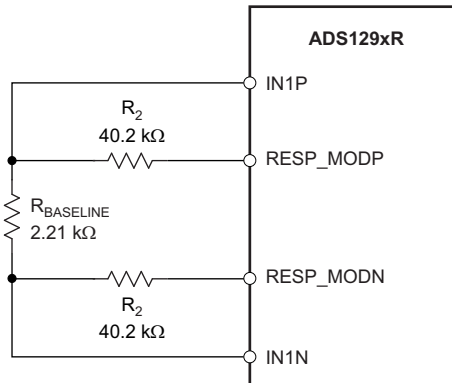 ADS129xR
IN1P
R2
40.2 kΩ
RESP_MODP
RBASELINE
2.21 kΩ
RESP_MODN
R2
40.2 kΩ
IN1N